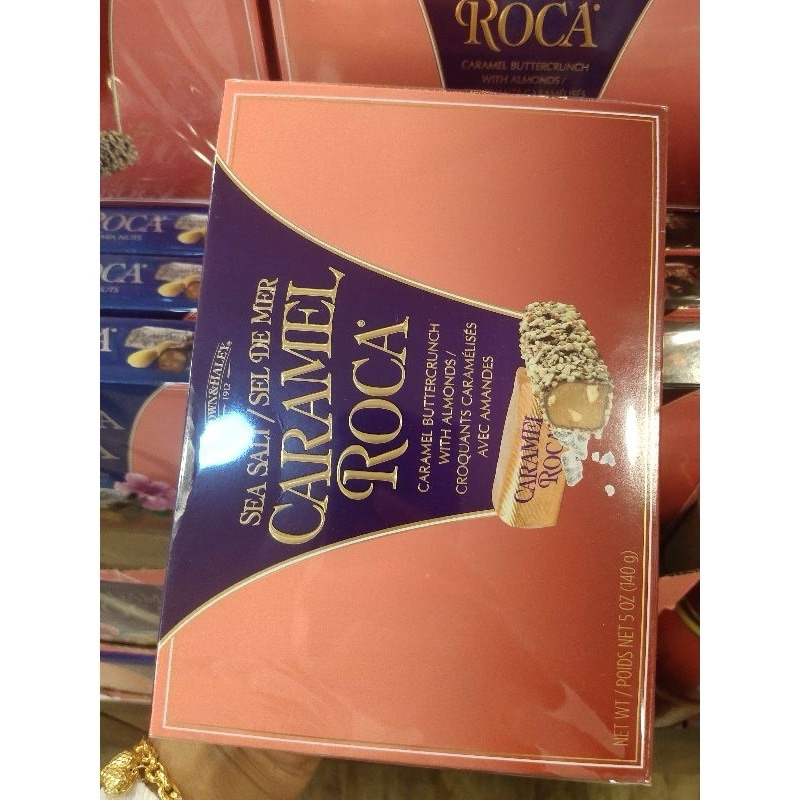 ROCA®
CARAMEL BUTTERCRUNCH
WITH ALMONDS /
&HALEY®
1912
SEA SALT / SEL DE MER
CARAMEL
ROCA®
CARAMEL BUTTERCRUNCH
WITH ALMONDS /
CROQUANTS CARAMÉLISÉS
AVEC AMANDES
CARAMEL
ROCA
NET WT / POIDS NET 5 OZ (140 g)
ROCA®